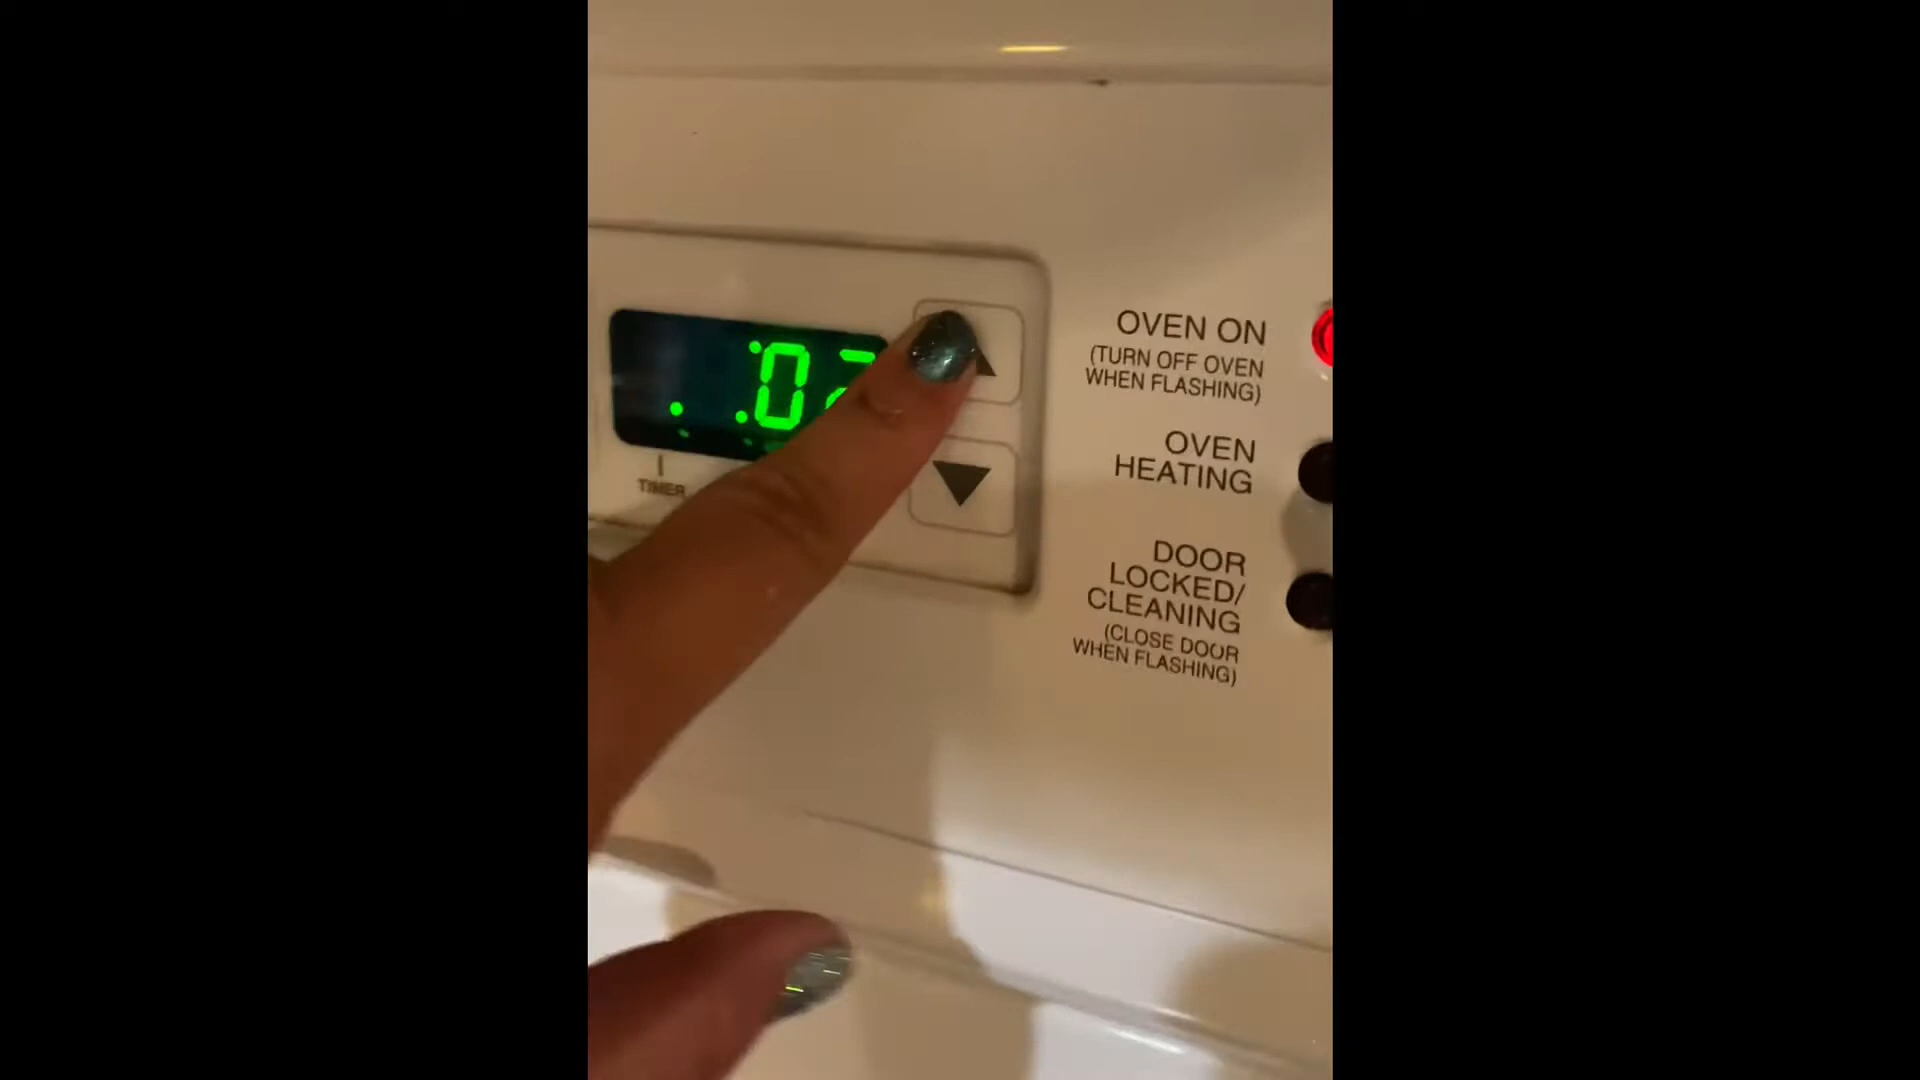 TIMER
OVEN ON
(TURN OFF OVEN
WHEN FLASHING)
OVEN
HEATING
DOOR
LOCKED/
CLEANING
(CLOSE DOOR
WHEN FLASHING)